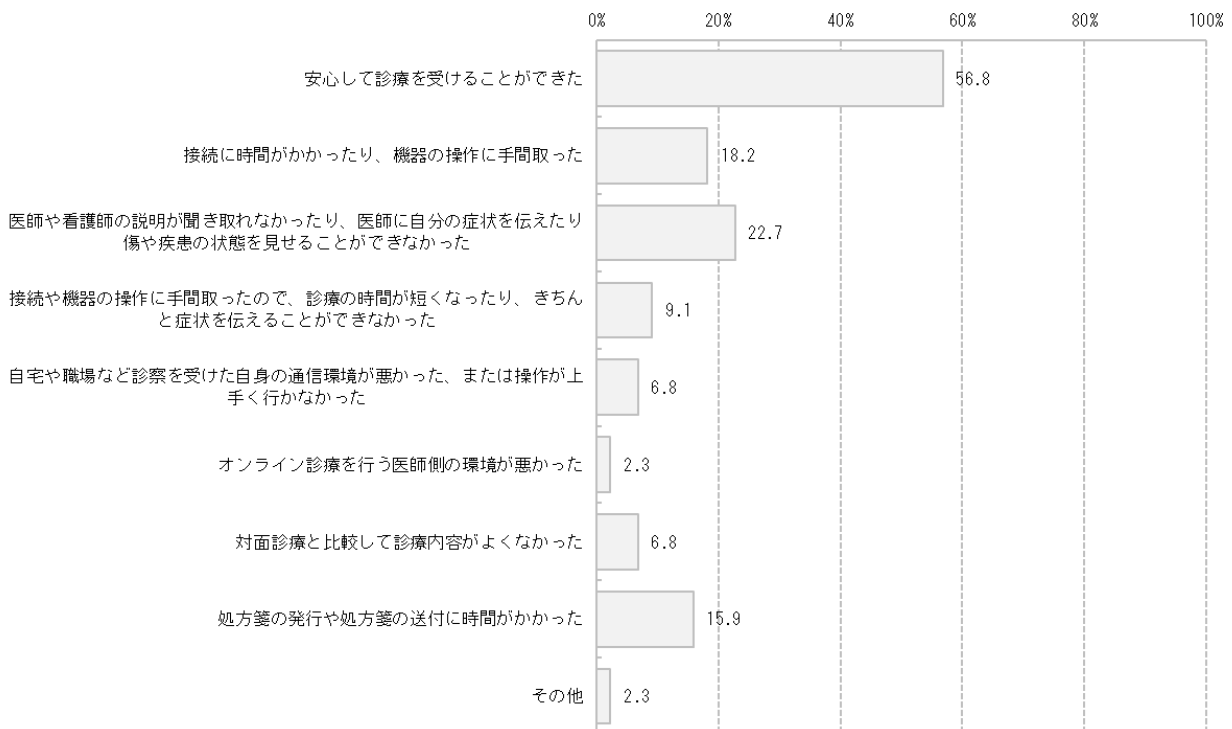 0% 20% 40% 60% 80% 100%
安心して診療を受けることができた 56.8
接続に時間がかかったり、機器の操作に手間取った 18.2
医師や看護師の説明が聞き取れなかったり、医師に自分の症状を伝えたり
傷や疾患の状態を見せることができなかった 22.7
接続や機器の操作に手間取ったので、診療の時間が短くなったり、きちん
と症状を伝えることができなかった 9.1
自宅や職場など診察を受けた自身の通信環境が悪かった、または操作が上
手く行かなかった 6.8
オンライン診療を行う医師側の環境が悪かった 2.3
対面診療と比較して診療内容がよくなかった 6.8
処方箋の発行や処方箋の送付に時間がかかった 15.9
その他 2.3